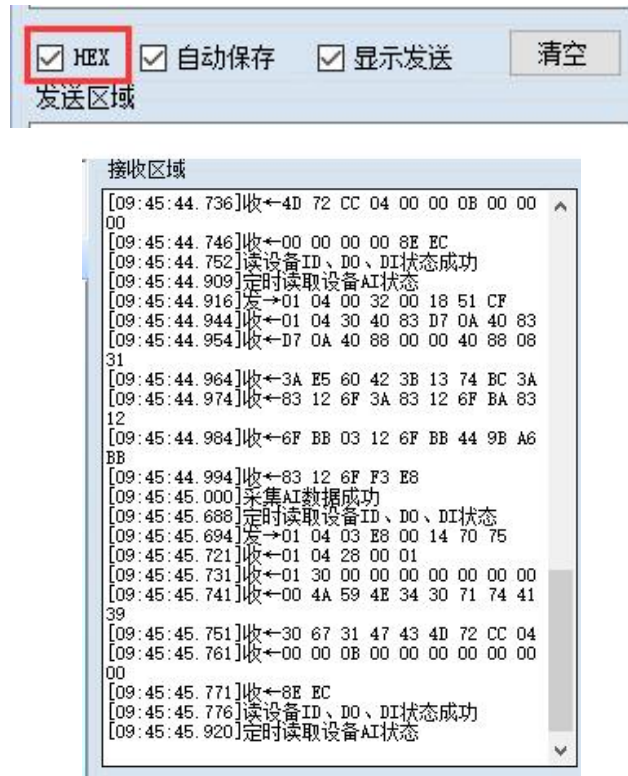 HEX 自动保存 显示发送 清空
发送区域
接收区域
[09:45:44.736]收←4D 72 CC 04 00 00 0B 00 00
00
[09:45:44.746]收←00 00 00 00 8E EC
[09:45:44.752]读设备ID、DO、DI状态成功
[09:45:44.909]定时读取设备AI状态
[09:45:44.916]发→01 04 00 32 00 18 51 CF
[09:45:44.944]收←01 04 30 40 83 D7 0A 40 83
[09:45:44.954]收←D7 0A 40 88 00 00 40 88 08
31
[09:45:44.964]收←3A E5 60 42 3B 13 74 BC 3A
[09:45:44.974]收←83 12 6F 3A 83 12 6F BA 83
12
[09:45:44.984]收←6F BB 03 12 6F BB 44 9B A6
BB
[09:45:44.994]收←83 12 6F F3 E8
[09:45:45.000]采集AI数据成功
[09:45:45.688]定时读取设备ID、DO、DI状态
[09:45:45.694]发→01 04 03 E8 00 14 70 75
[09:45:45.721]收←01 04 28 00 01
[09:45:45.731]收←01 30 00 00 00 00 00 00 00
[09:45:45.741]收←00 4A 59 4E 34 30 71 74 41
39
[09:45:45.751]收←30 67 31 47 43 4D 72 CC 04
[09:45:45.761]收←00 00 0B 00 00 00 00 00 00
00
[09:45:45.771]收←8E EC
[09:45:45.776]读设备ID、DO、DI状态成功
[09:45:45.920]定时读取设备AI状态